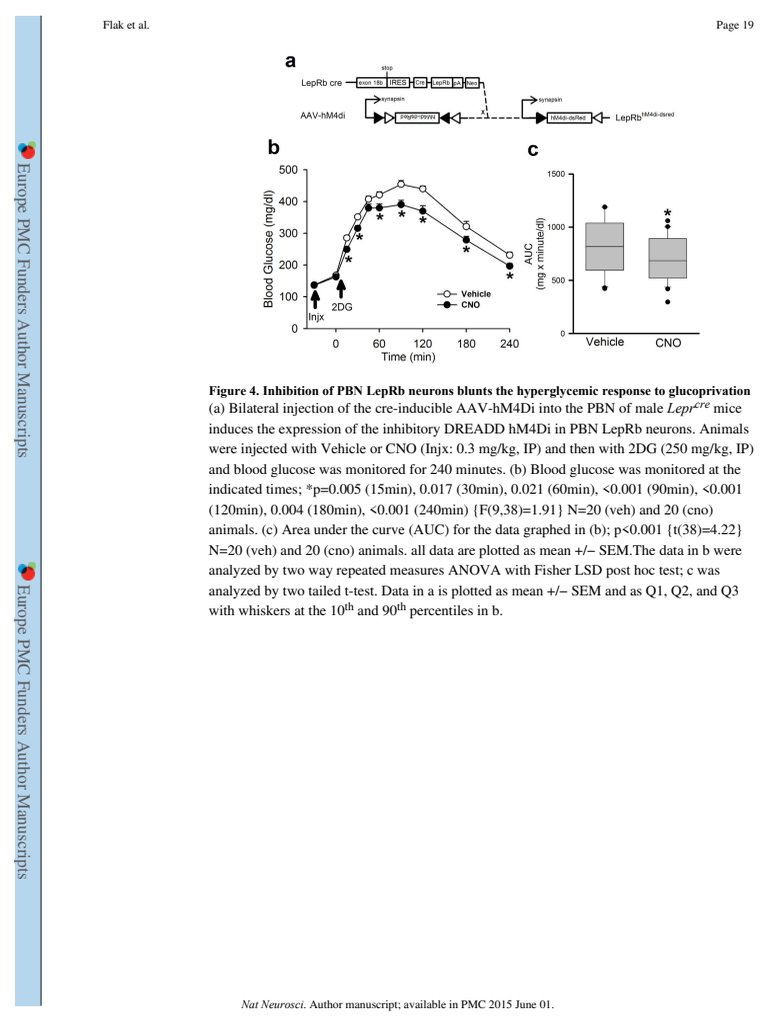 Flak et al.
Page 19
Europe PMC Funders Author Manuscripts
Europe PMC Funders Author Manuscripts
a
stop
LepRb cre
exon 18b
IRES
Cre
LepRb
pA
Neo
synapsin
synapsin
AAV-hM4di
hM4di-dsRed
x
hM4di-dsRed
LepRb^hM4di-dsred
b
500
400
300
200
100
0
Blood Glucose (mg/dl)
*
*
*
*
*
*
*
Injx
2DG
Vehicle
CNO
0
60
120
180
240
Time (min)
c
1500
1000
500
0
AUC
(mg x minute/dl)
*
Vehicle
CNO
Figure 4. Inhibition of PBN LepRb neurons blunts the hyperglycemic response to glucoprivation
(a) Bilateral injection of the cre-inducible AAV-hM4Di into the PBN of male Lepr^cre mice
induces the expression of the inhibitory DREADD hM4Di in PBN LepRb neurons. Animals
were injected with Vehicle or CNO (Injx: 0.3 mg/kg, IP) and then with 2DG (250 mg/kg, IP)
and blood glucose was monitored for 240 minutes. (b) Blood glucose was monitored at the
indicated times; *p=0.005 (15min), 0.017 (30min), 0.021 (60min), <0.001 (90min), <0.001
(120min), 0.004 (180min), <0.001 (240min) {F(9,38)=1.91} N=20 (veh) and 20 (cno)
animals. (c) Area under the curve (AUC) for the data graphed in (b); p<0.001 {t(38)=4.22}
N=20 (veh) and 20 (cno) animals. all data are plotted as mean +/− SEM.The data in b were
analyzed by two way repeated measures ANOVA with Fisher LSD post hoc test; c was
analyzed by two tailed t-test. Data in a is plotted as mean +/− SEM and as Q1, Q2, and Q3
with whiskers at the 10th and 90th percentiles in b.
Nat Neurosci. Author manuscript; available in PMC 2015 June 01.